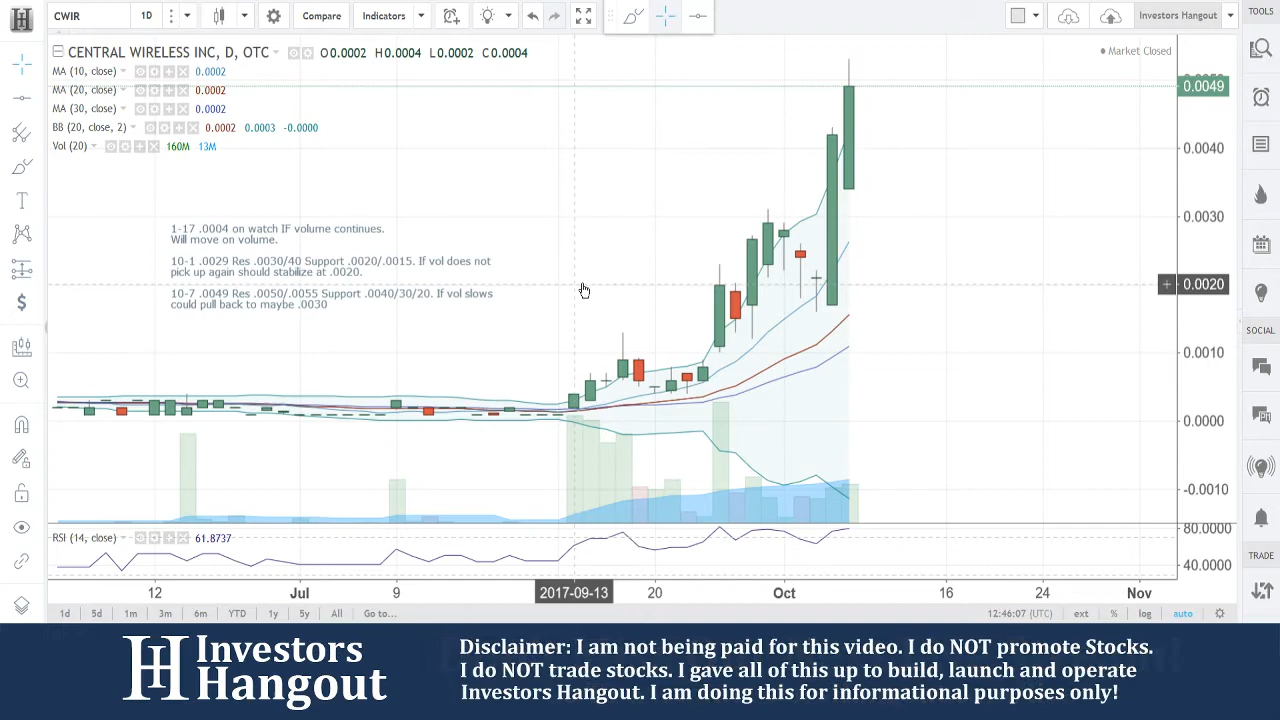 CWIR 1D Compare Indicators Investors Hangout TOOLS
CENTRAL WIRELESS INC, D, OTC O0.0002 H0.0004 L0.0002 C0.0004
Market Closed
MA (10, close) 0.0002
MA (20, close) 0.0002
MA (30, close) 0.0002
BB (20, close, 2) 0.0002 0.0003 -0.0000
Vol (20) 160M 13M
0.0049
0.0040
0.0030
0.0020
0.0010
0.0000
-0.0010
1-17 .0004 on watch IF volume continues.
Will move on volume.
10-1 .0029 Res .0030/40 Support .0020/.0015. If vol does not
pick up again should stabilize at .0020.
10-7 .0049 Res .0050/.0055 Support .0040/30/20. If vol slows
could pull back to maybe .0030
SOCIAL
RSI (14, close) 61.8737
80.0000
40.0000
TRADE
12 Jul 9 2017-09-13 20 Oct 16 24 Nov
1d 5d 1m 3m 6m YTD 1y 5y All Go to... 12:46:07 (UTC) ext % log auto
H Investors
Hangout
Disclaimer: I am not being paid for this video. I do NOT promote Stocks.
I do NOT trade stocks. I gave all of this up to build, launch and operate
Investors Hangout. I am doing this for informational purposes only!